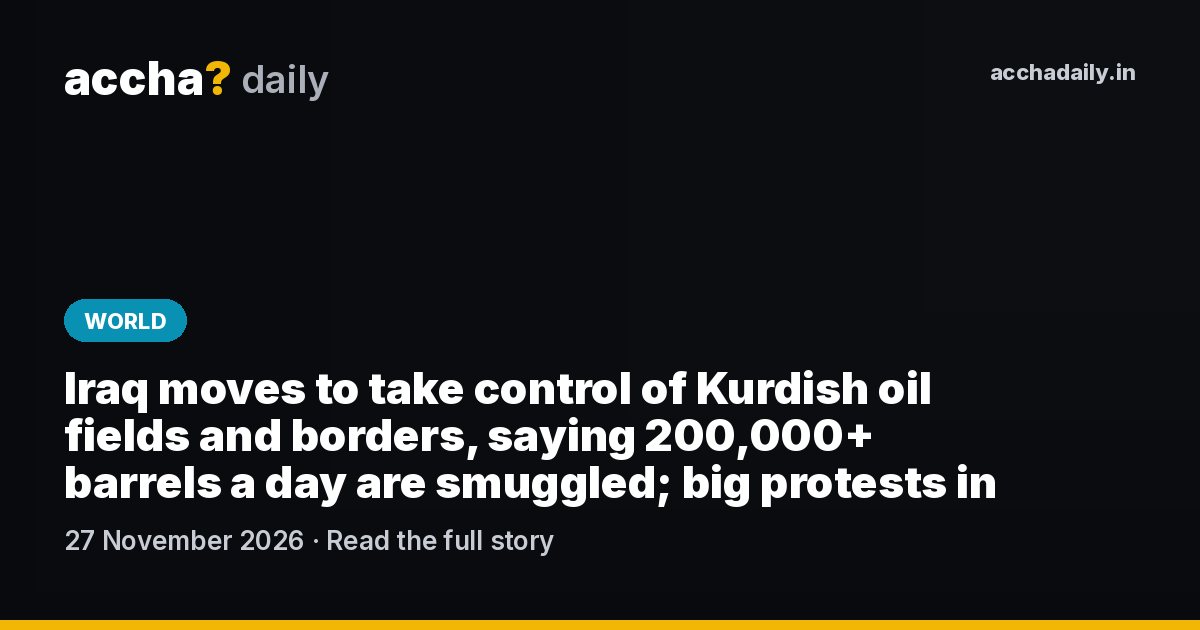 accha? daily
acchadaily.in
WORLD
Iraq moves to take control of Kurdish oil
fields and borders, saying 200,000+
barrels a day are smuggled; big protests in
27 November 2026 · Read the full story